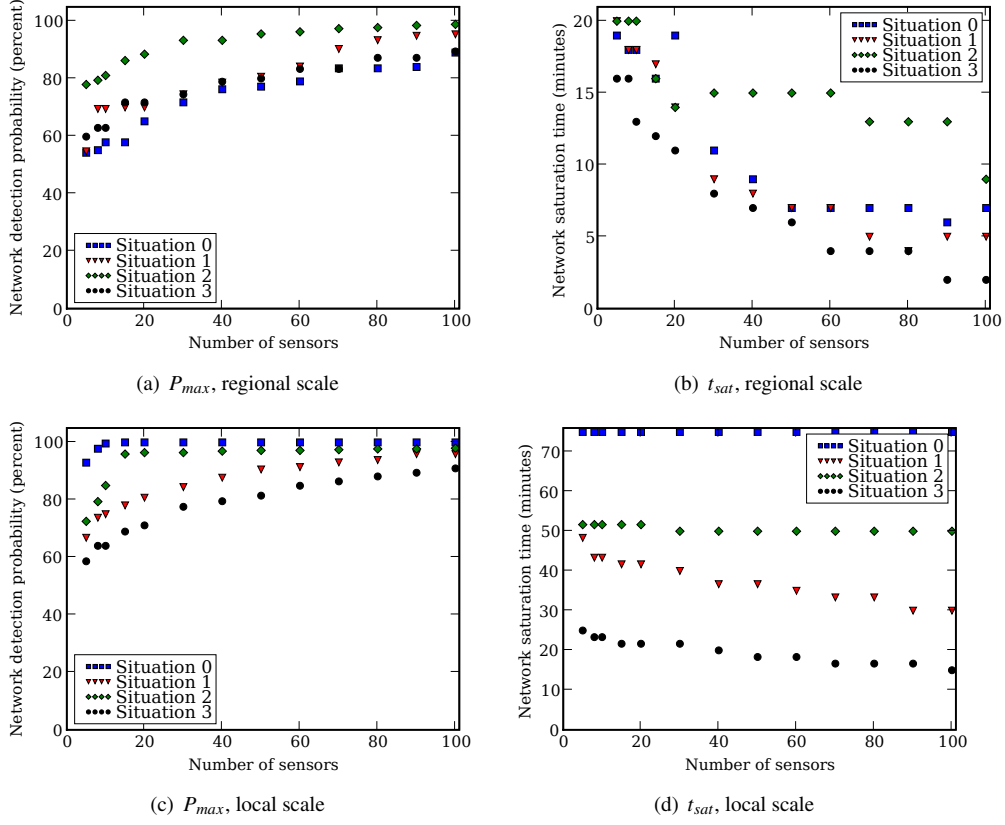 Network detection probability (percent)
100
80
60
40
20
0
Situation 0
Situation 1
Situation 2
Situation 3
0 20 40 60 80 100
Number of sensors
(a) Pmax, regional scale
Network saturation time (minutes)
20
15
10
5
0
Situation 0
Situation 1
Situation 2
Situation 3
0 20 40 60 80 100
Number of sensors
(b) tsat, regional scale
Network detection probability (percent)
100
80
60
40
20
0
Situation 0
Situation 1
Situation 2
Situation 3
0 20 40 60 80 100
Number of sensors
(c) Pmax, local scale
Network saturation time (minutes)
70
60
50
40
30
20
10
0
Situation 0
Situation 1
Situation 2
Situation 3
0 20 40 60 80 100
Number of sensors
(d) tsat, local scale